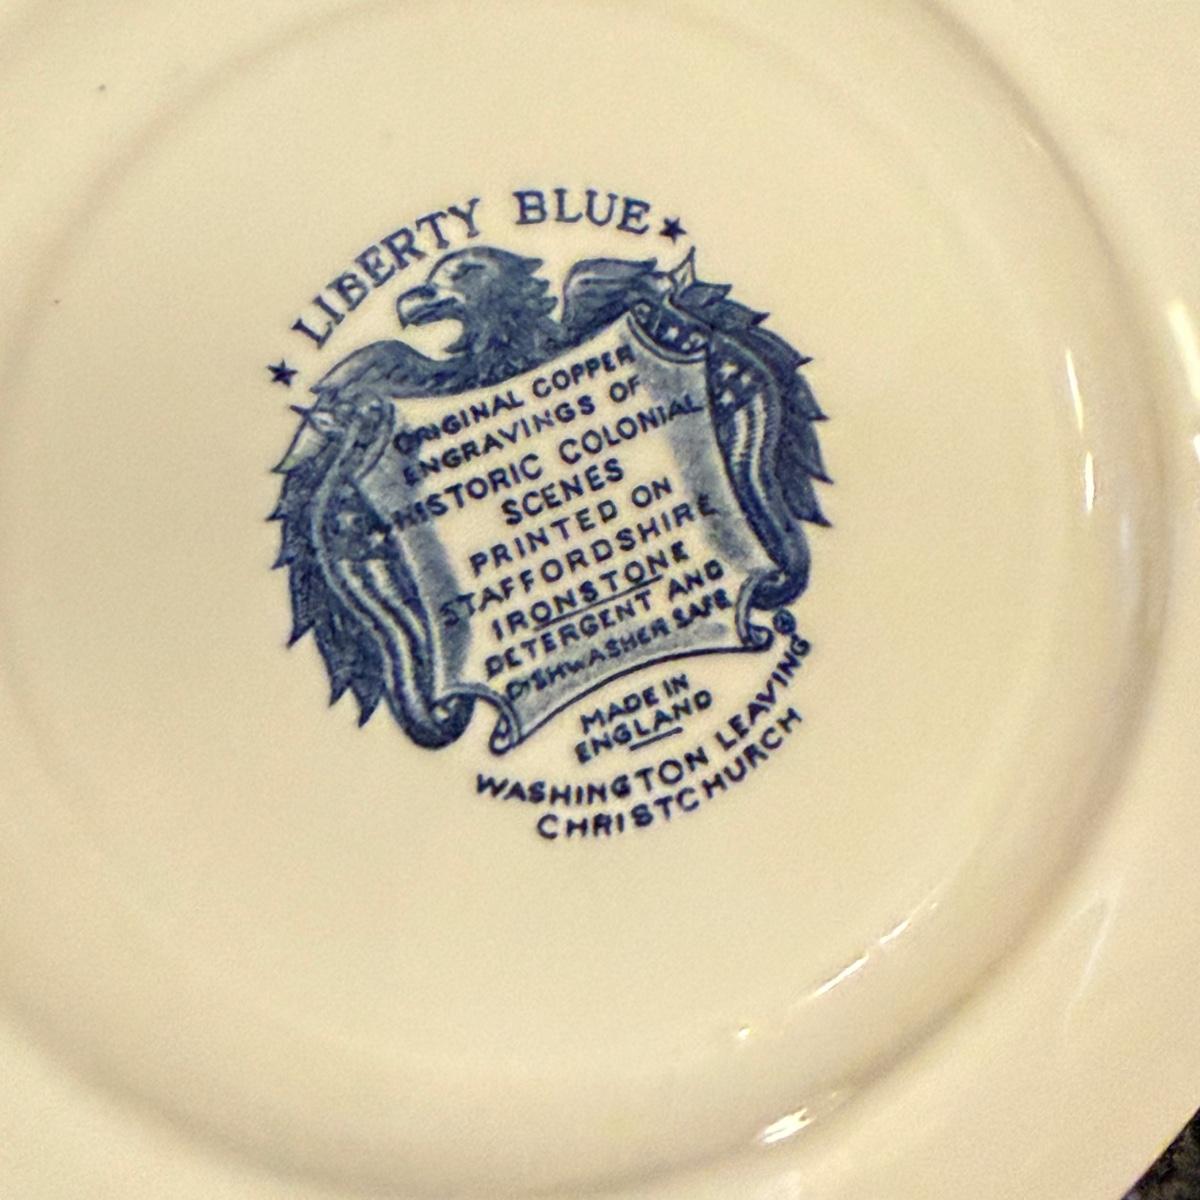 ★ LIBERTY BLUE ★
ORIGINAL COPPER
ENGRAVINGS OF
HISTORIC COLONIAL
SCENES
PRINTED ON
STAFFORDSHIRE
IRONSTONE
DETERGENT AND
DISHWASHER SAFE
®
MADE IN
ENGLAND
WASHINGTON LEAVING
CHRISTCHURCH